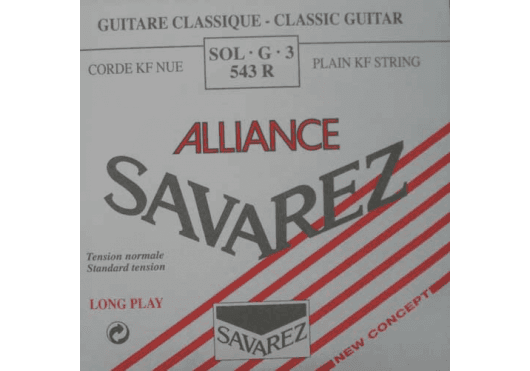 GUITARE CLASSIQUE - CLASSIC GUITAR
SOL · G · 3
543 R
CORDE KF NUE
PLAIN KF STRING
ALLIANCE
SAVAREZ
Tension normale
Standard tension
LONG PLAY
SAVAREZ
NEW CONCEPT